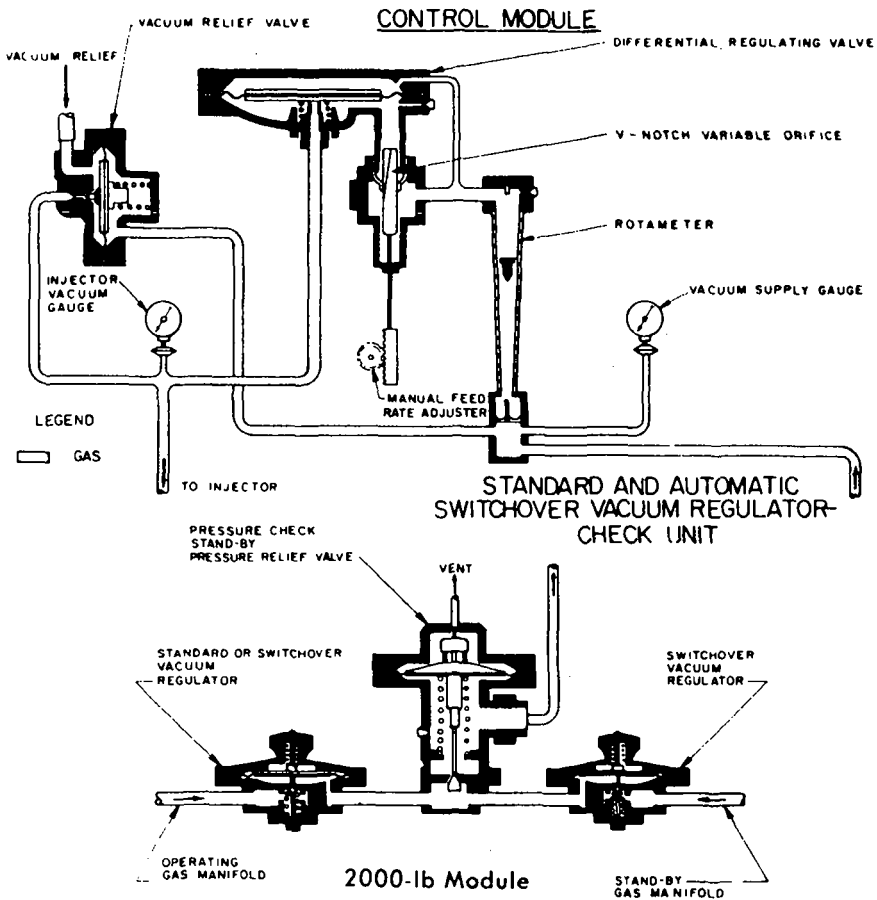 CONTROL MODULE
VACUUM RELIEF VALVE
VACUUM RELIEF
DIFFERENTIAL REGULATING VALVE
V-NOTCH VARIABLE ORIFICE
ROTAMETER
INJECTOR
VACUUM
GAUGE
VACUUM SUPPLY GAUGE
MANUAL FEED
RATE ADJUSTER
LEGEND
GAS
TO INJECTOR
STANDARD AND AUTOMATIC
SWITCHOVER VACUUM REGULATOR-
CHECK UNIT
PRESSURE CHECK
STAND-BY
PRESSURE RELIEF VALVE
VENT
STANDARD OR SWITCHOVER
VACUUM
REGULATOR
SWITCHOVER
VACUUM
REGULATOR
OPERATING
GAS MANIFOLD
2000-lb Module
STAND-BY
GAS MANIFOLD